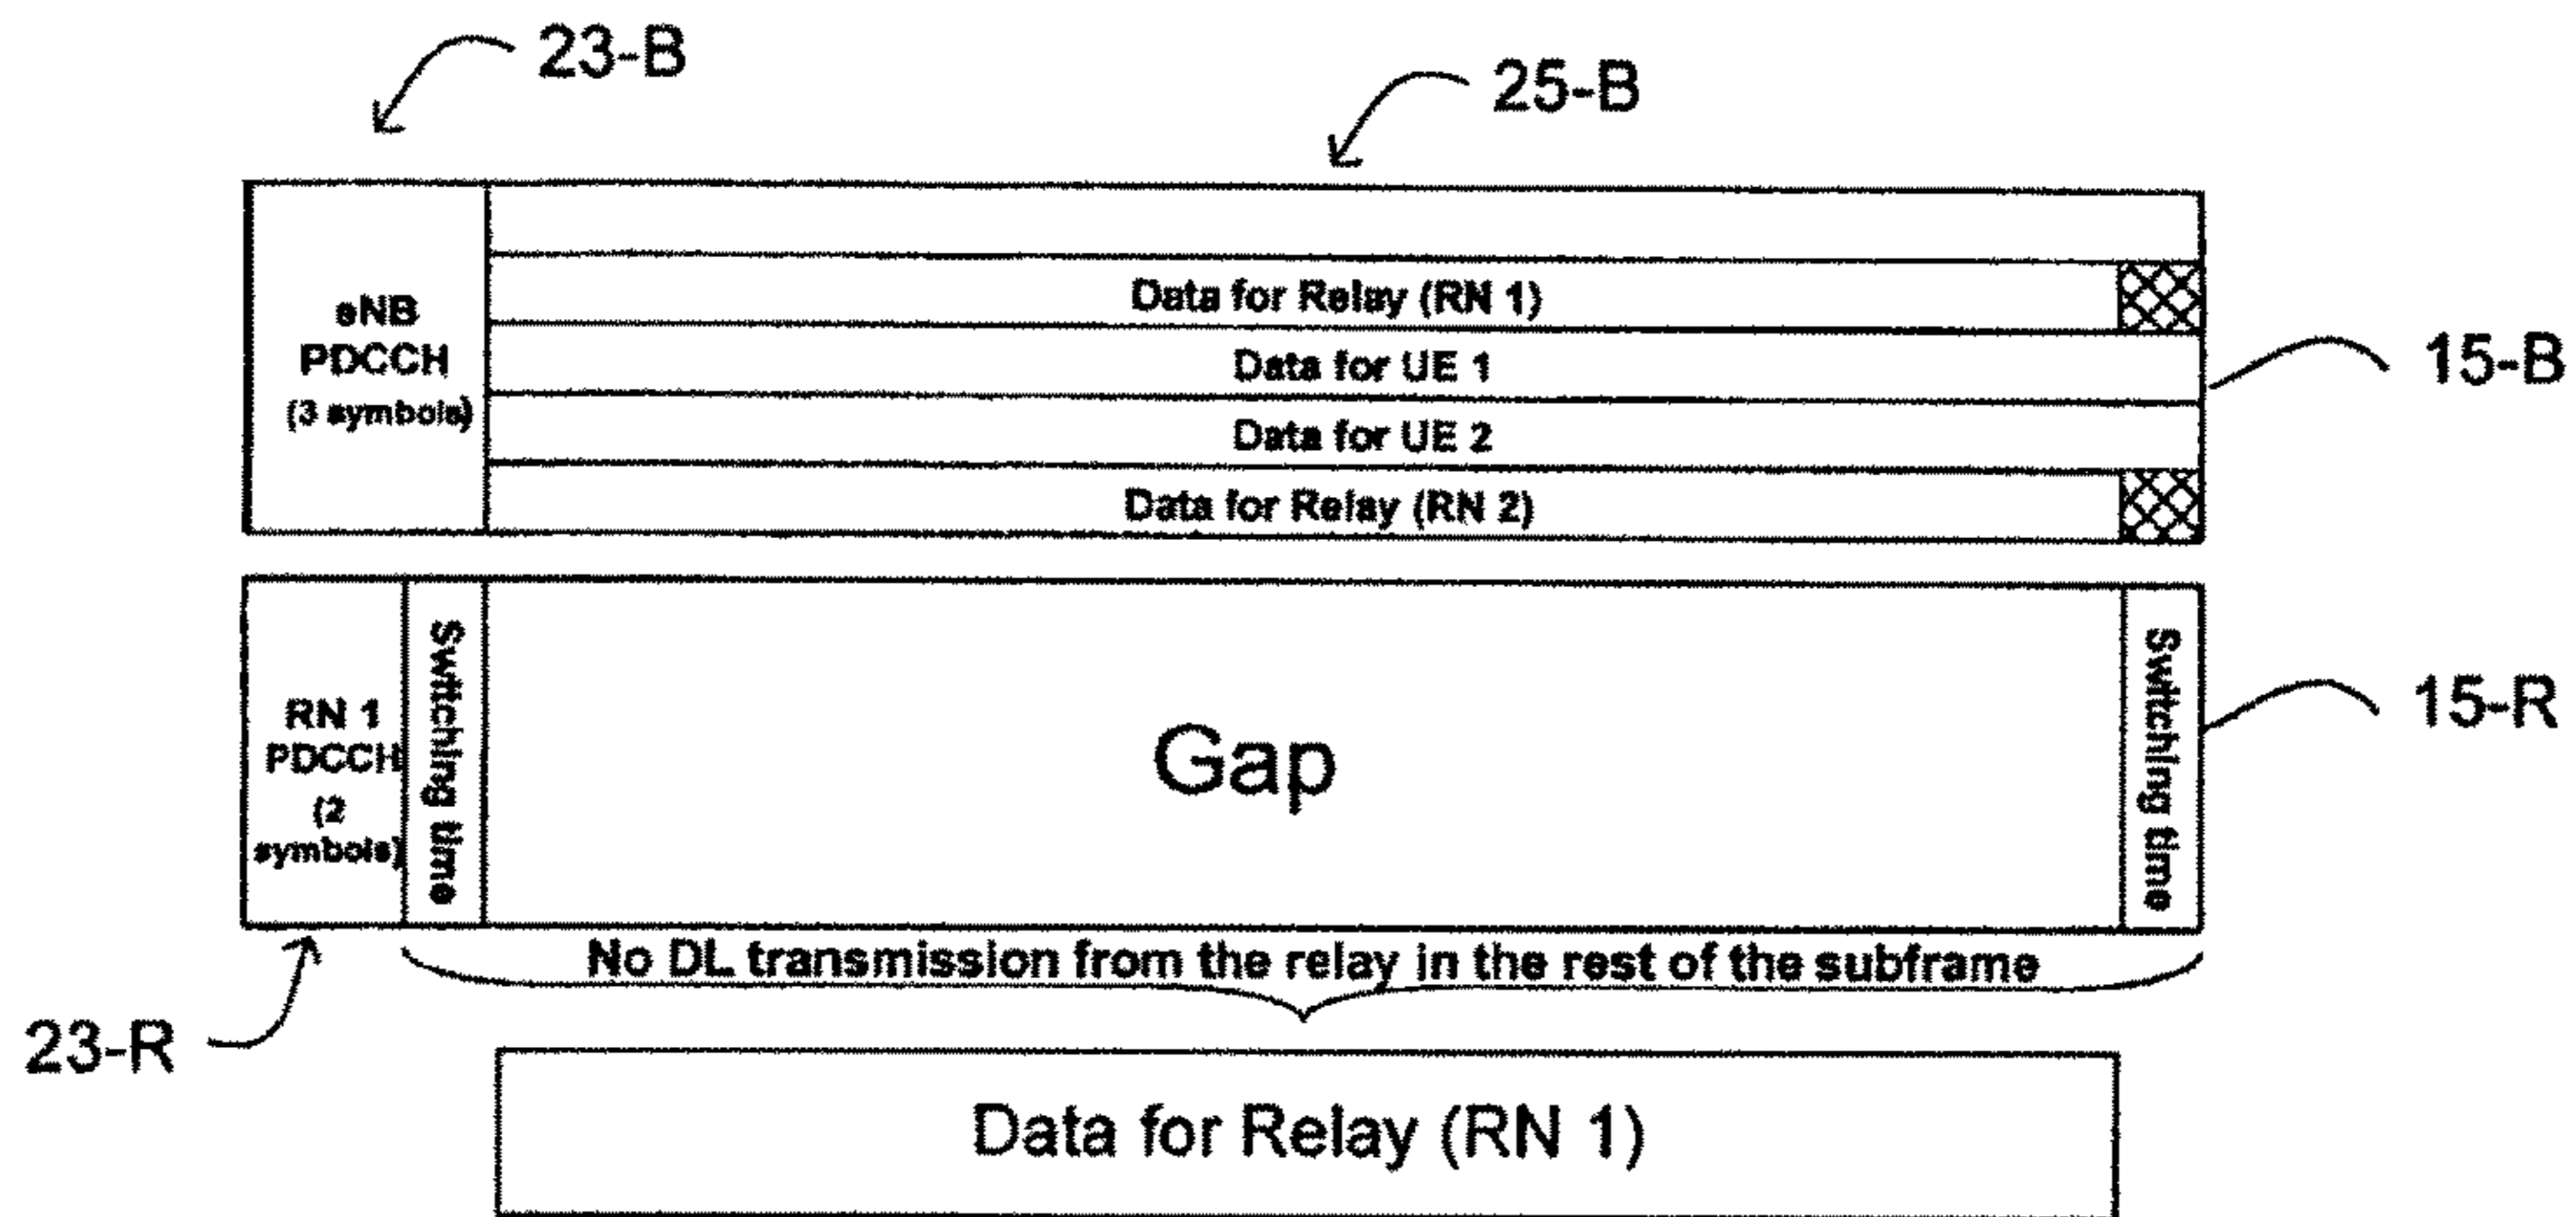 23-B
25-B
eNB
PDCCH
(3 symbols)
Data for Relay (RN 1)
Data for UE 1
Data for UE 2
Data for Relay (RN 2)
15-B
RN 1
PDCCH
(2
symbols)
Switching time
Gap
Switching time
15-R
No DL transmission from the relay in the rest of the subframe
23-R
Data for Relay (RN 1)